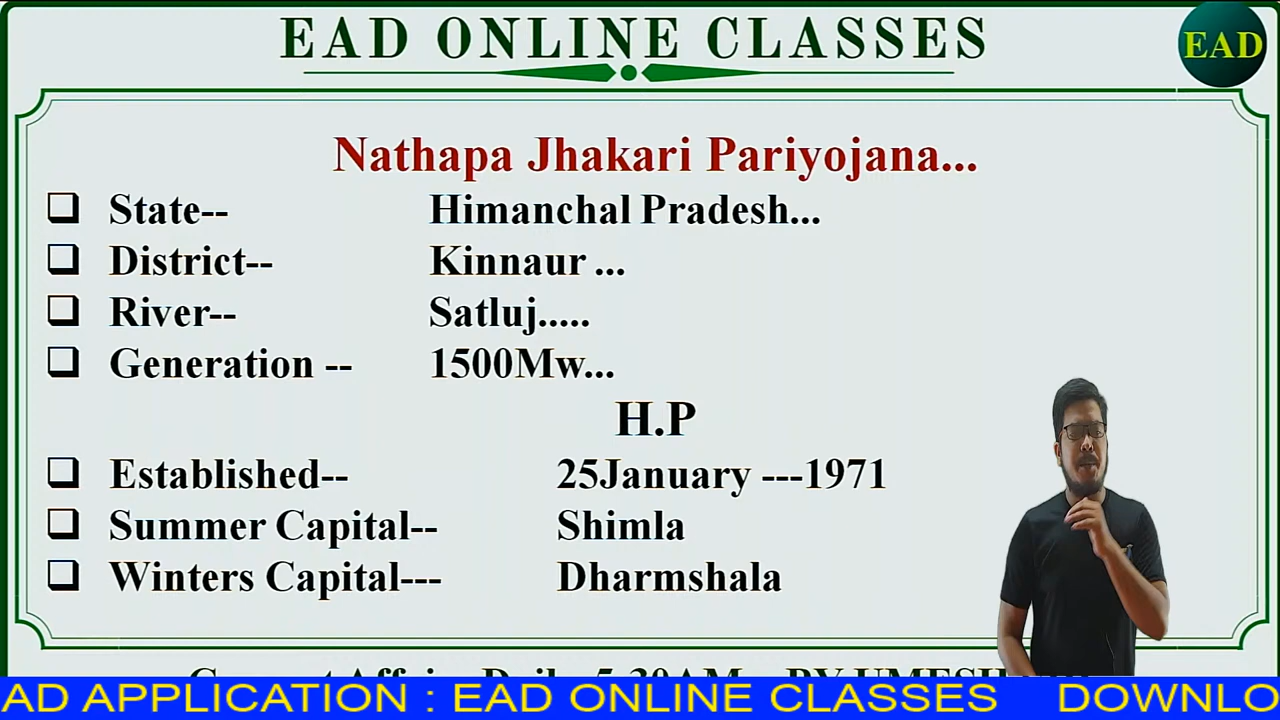 EAD ONLINE CLASSES
EAD
Nathapa Jhakari Pariyojana...
State-- Himanchal Pradesh...
District-- Kinnaur ...
River-- Satluj.....
Generation -- 1500Mw...
H.P
Established-- 25January ---1971
Summer Capital-- Shimla
Winters Capital--- Dharmshala
AD APPLICATION : EAD ONLINE CLASSES DOWNLO